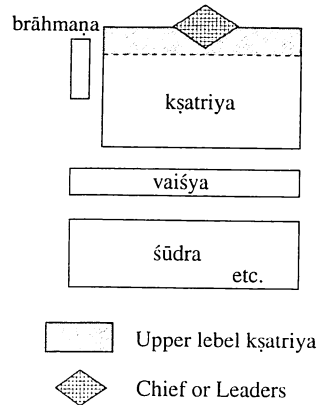 brāhmaṇa
kṣatriya
vaiśya
śūdra
etc.
Upper lebel kṣatriya
Chief or Leaders